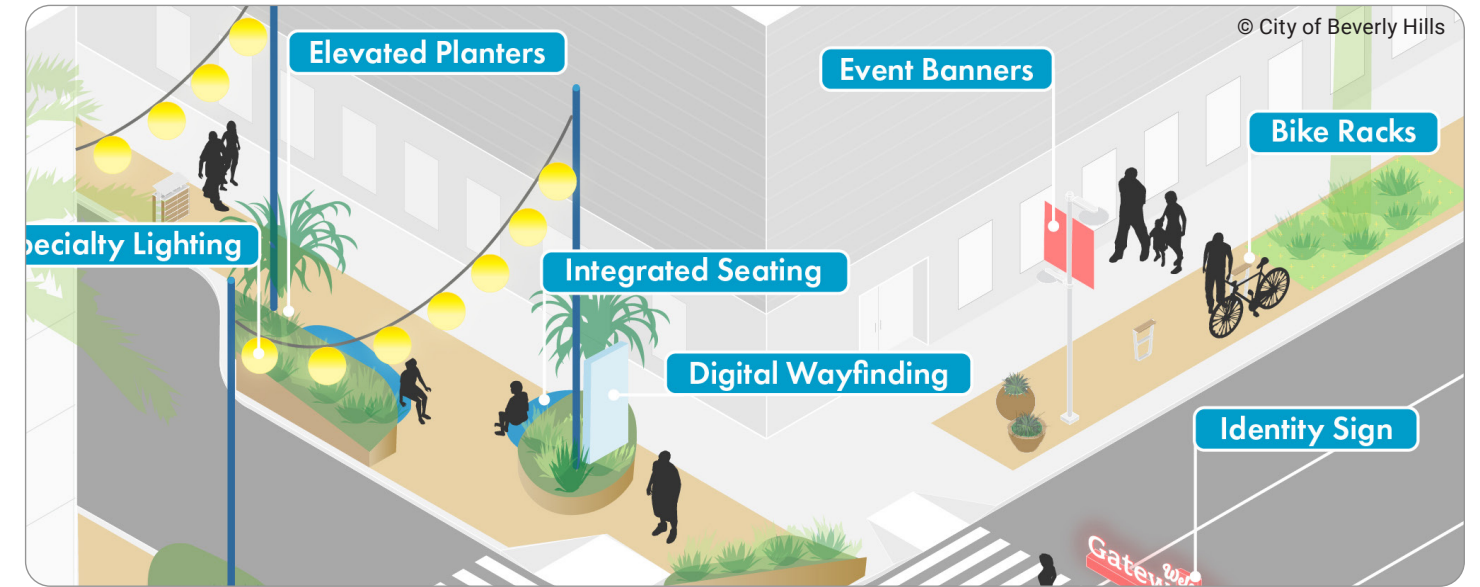 © City of Beverly Hills
Elevated Planters
Event Banners
Bike Racks
pecialty Lighting
Integrated Seating
Digital Wayfinding
Identity Sign